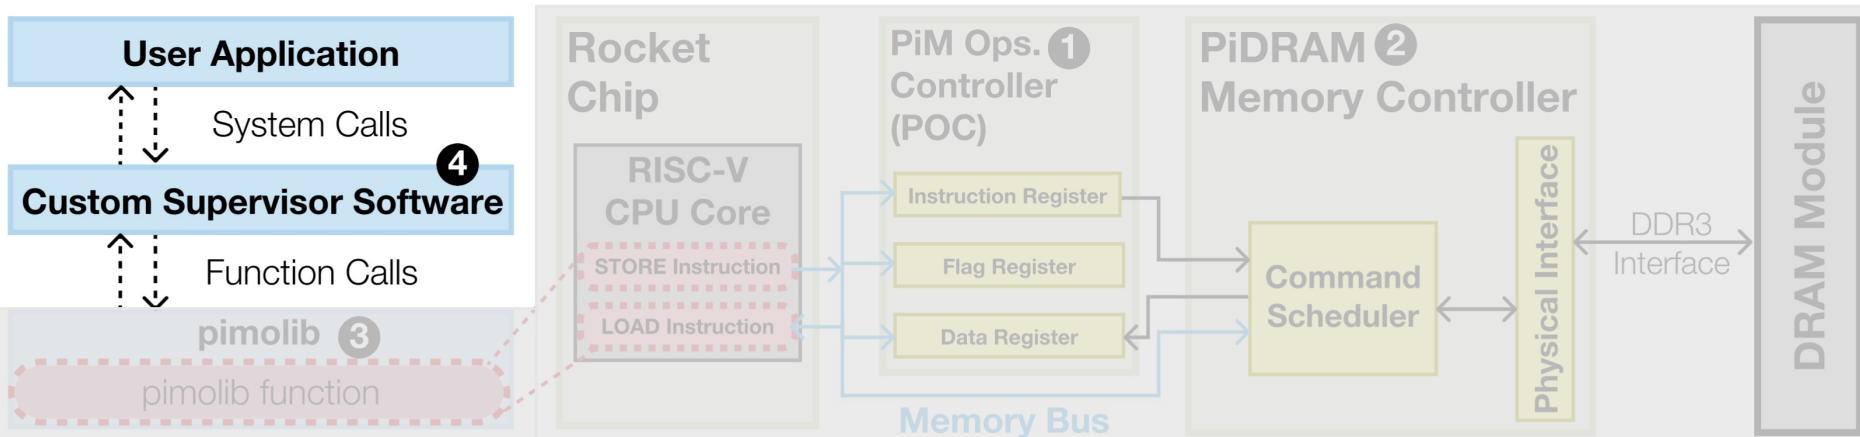 User Application
System Calls
4
Custom Supervisor Software
Function Calls
pimolib 3
pimolib function
Rocket
Chip
RISC-V
CPU Core
STORE Instruction
LOAD Instruction
PiM Ops. 1
Controller
(POC)
Instruction Register
Flag Register
Data Register
Memory Bus
PiDRAM 2
Memory Controller
Command
Scheduler
Physical Interface
DDR3
Interface
DRAM Module